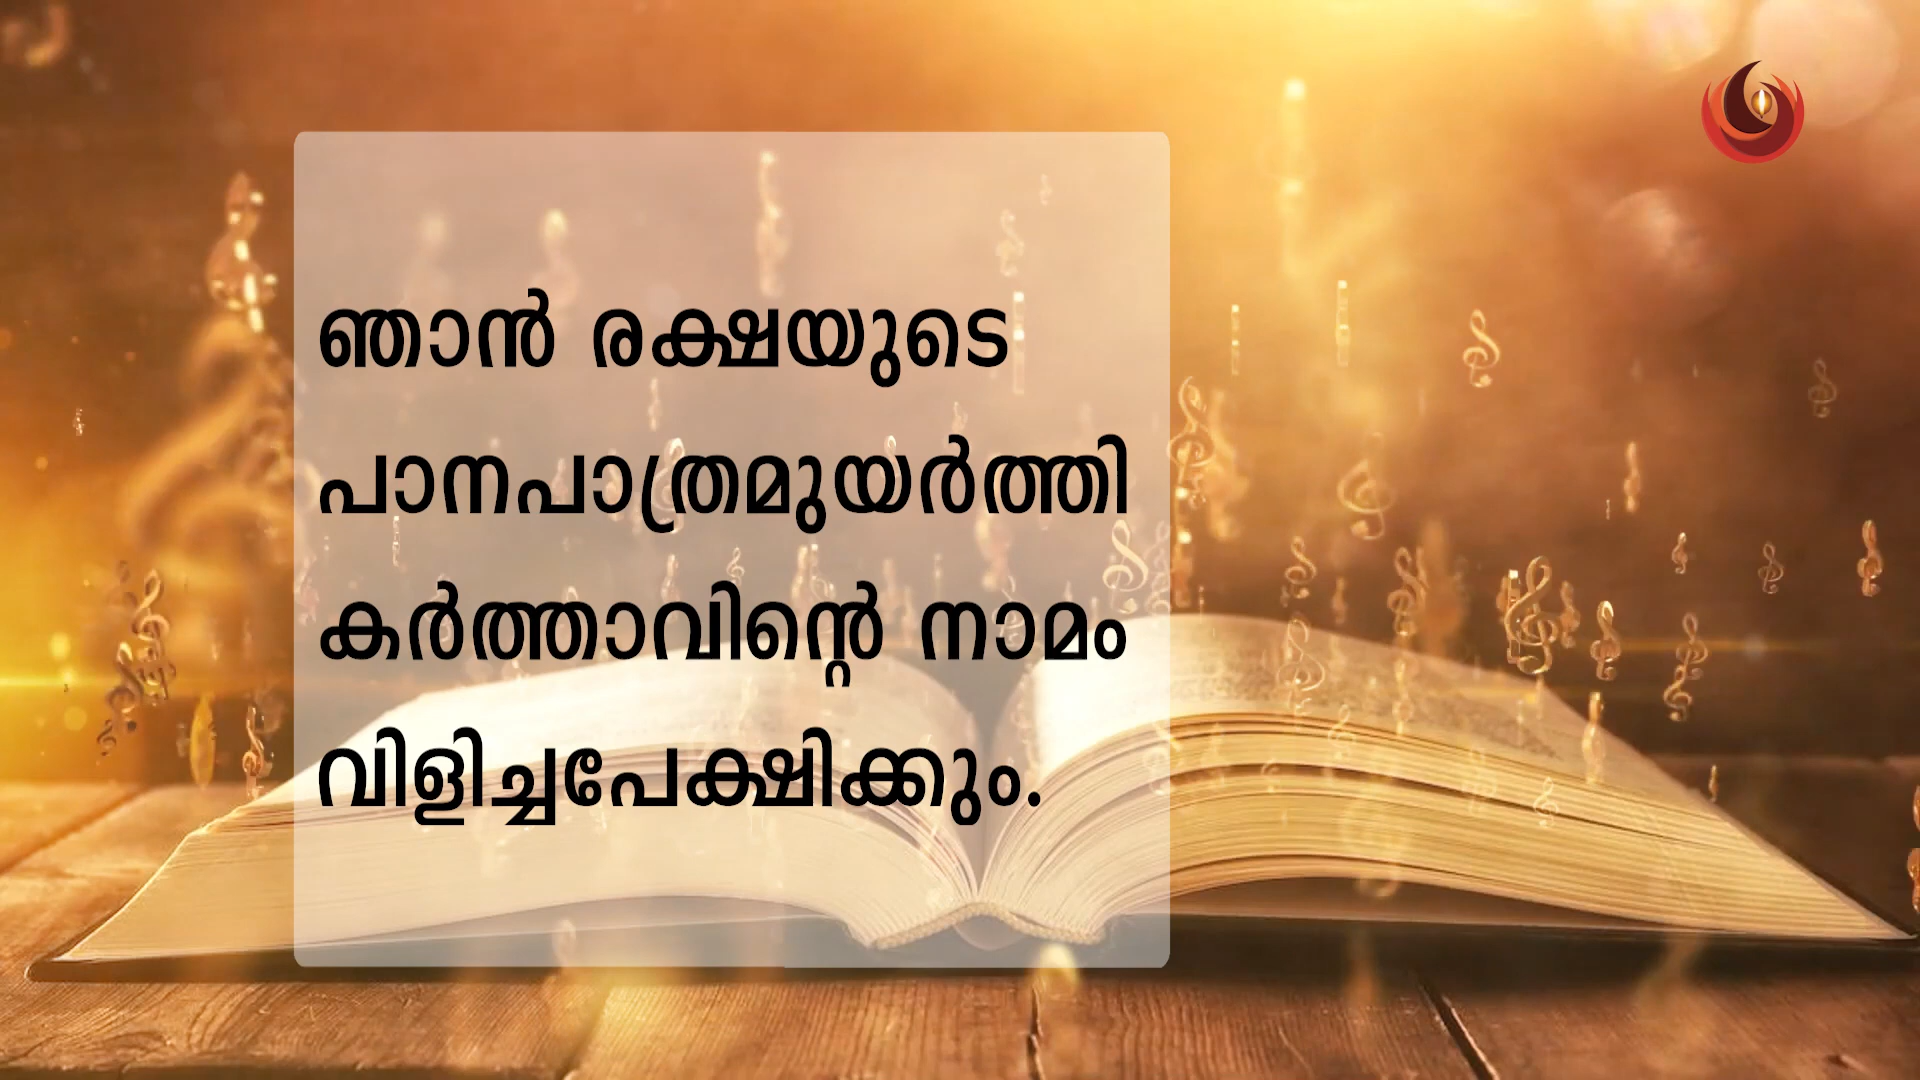 ഞാൻ രക്ഷയുടെ
പാനപാത്രമുയർത്തി
കർത്താവിന്റെ നാമം
വിളിച്ചപേക്ഷിക്കും.